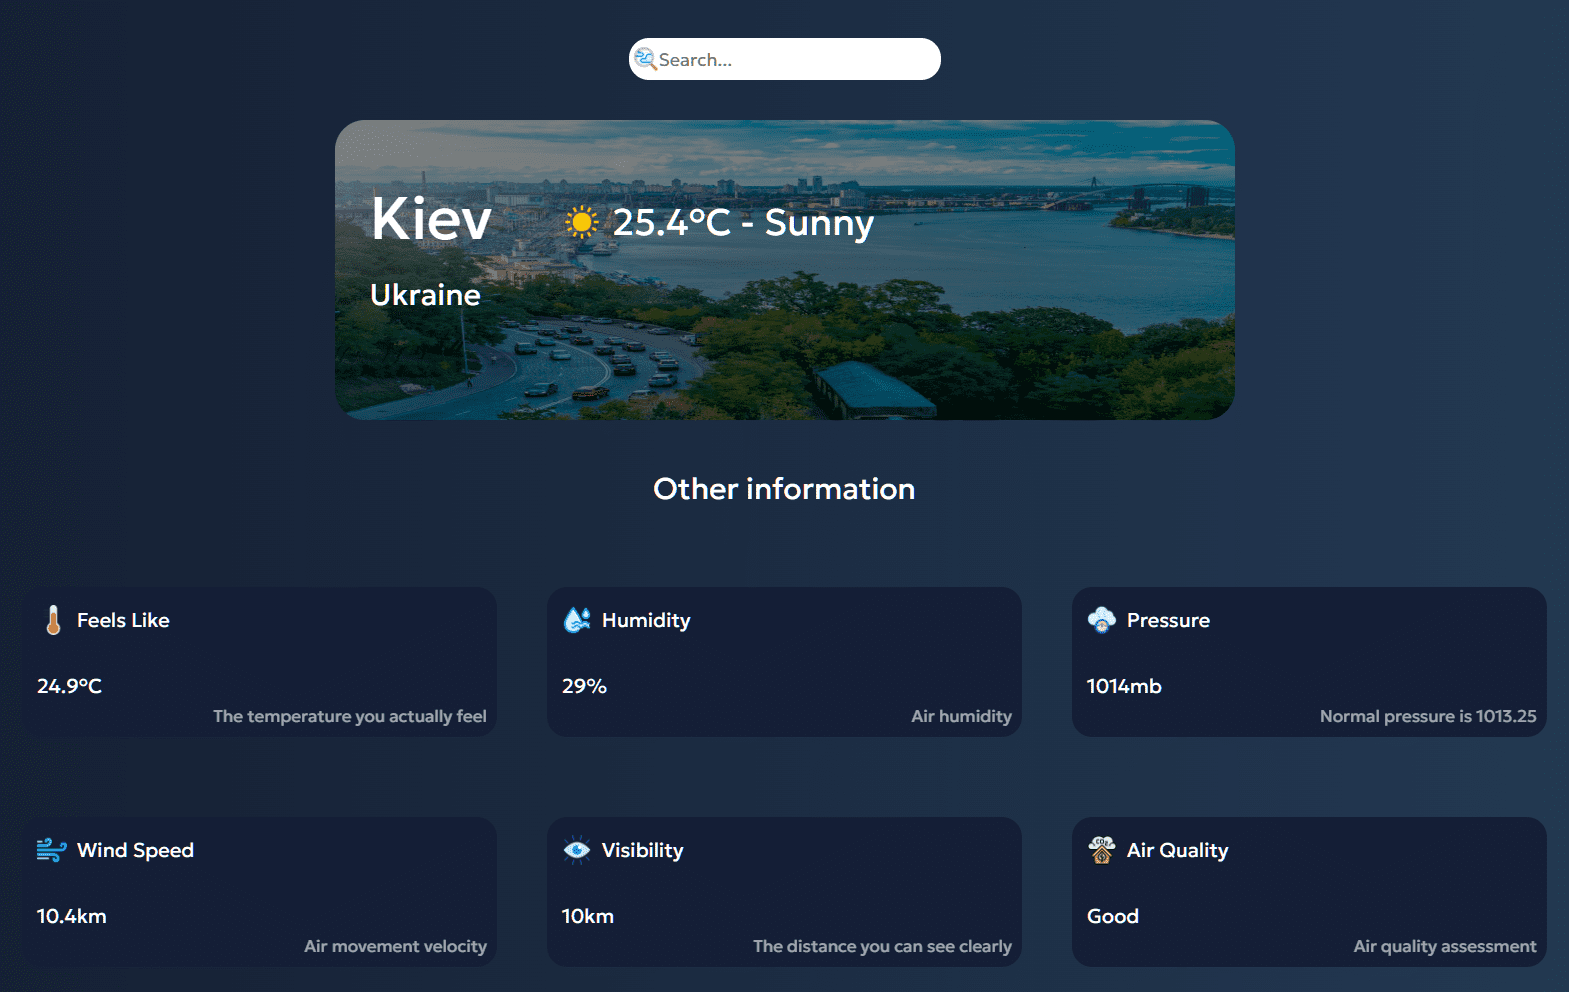 Search...
Kiev
25.4°C - Sunny
Ukraine
Other information
Feels Like
24.9°C
The temperature you actually feel
Humidity
29%
Air humidity
Pressure
1014mb
Normal pressure is 1013.25
Wind Speed
10.4km
Air movement velocity
Visibility
10km
The distance you can see clearly
Air Quality
Good
Air quality assessment